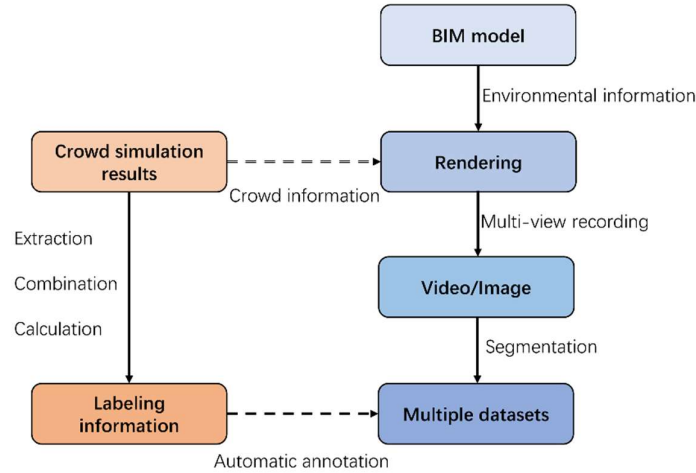 BIM model
Environmental information
Crowd simulation
results
Rendering
Crowd information
Multi-view recording
Extraction
Combination
Calculation
Video/Image
Segmentation
Labeling
information
Multiple datasets
Automatic annotation